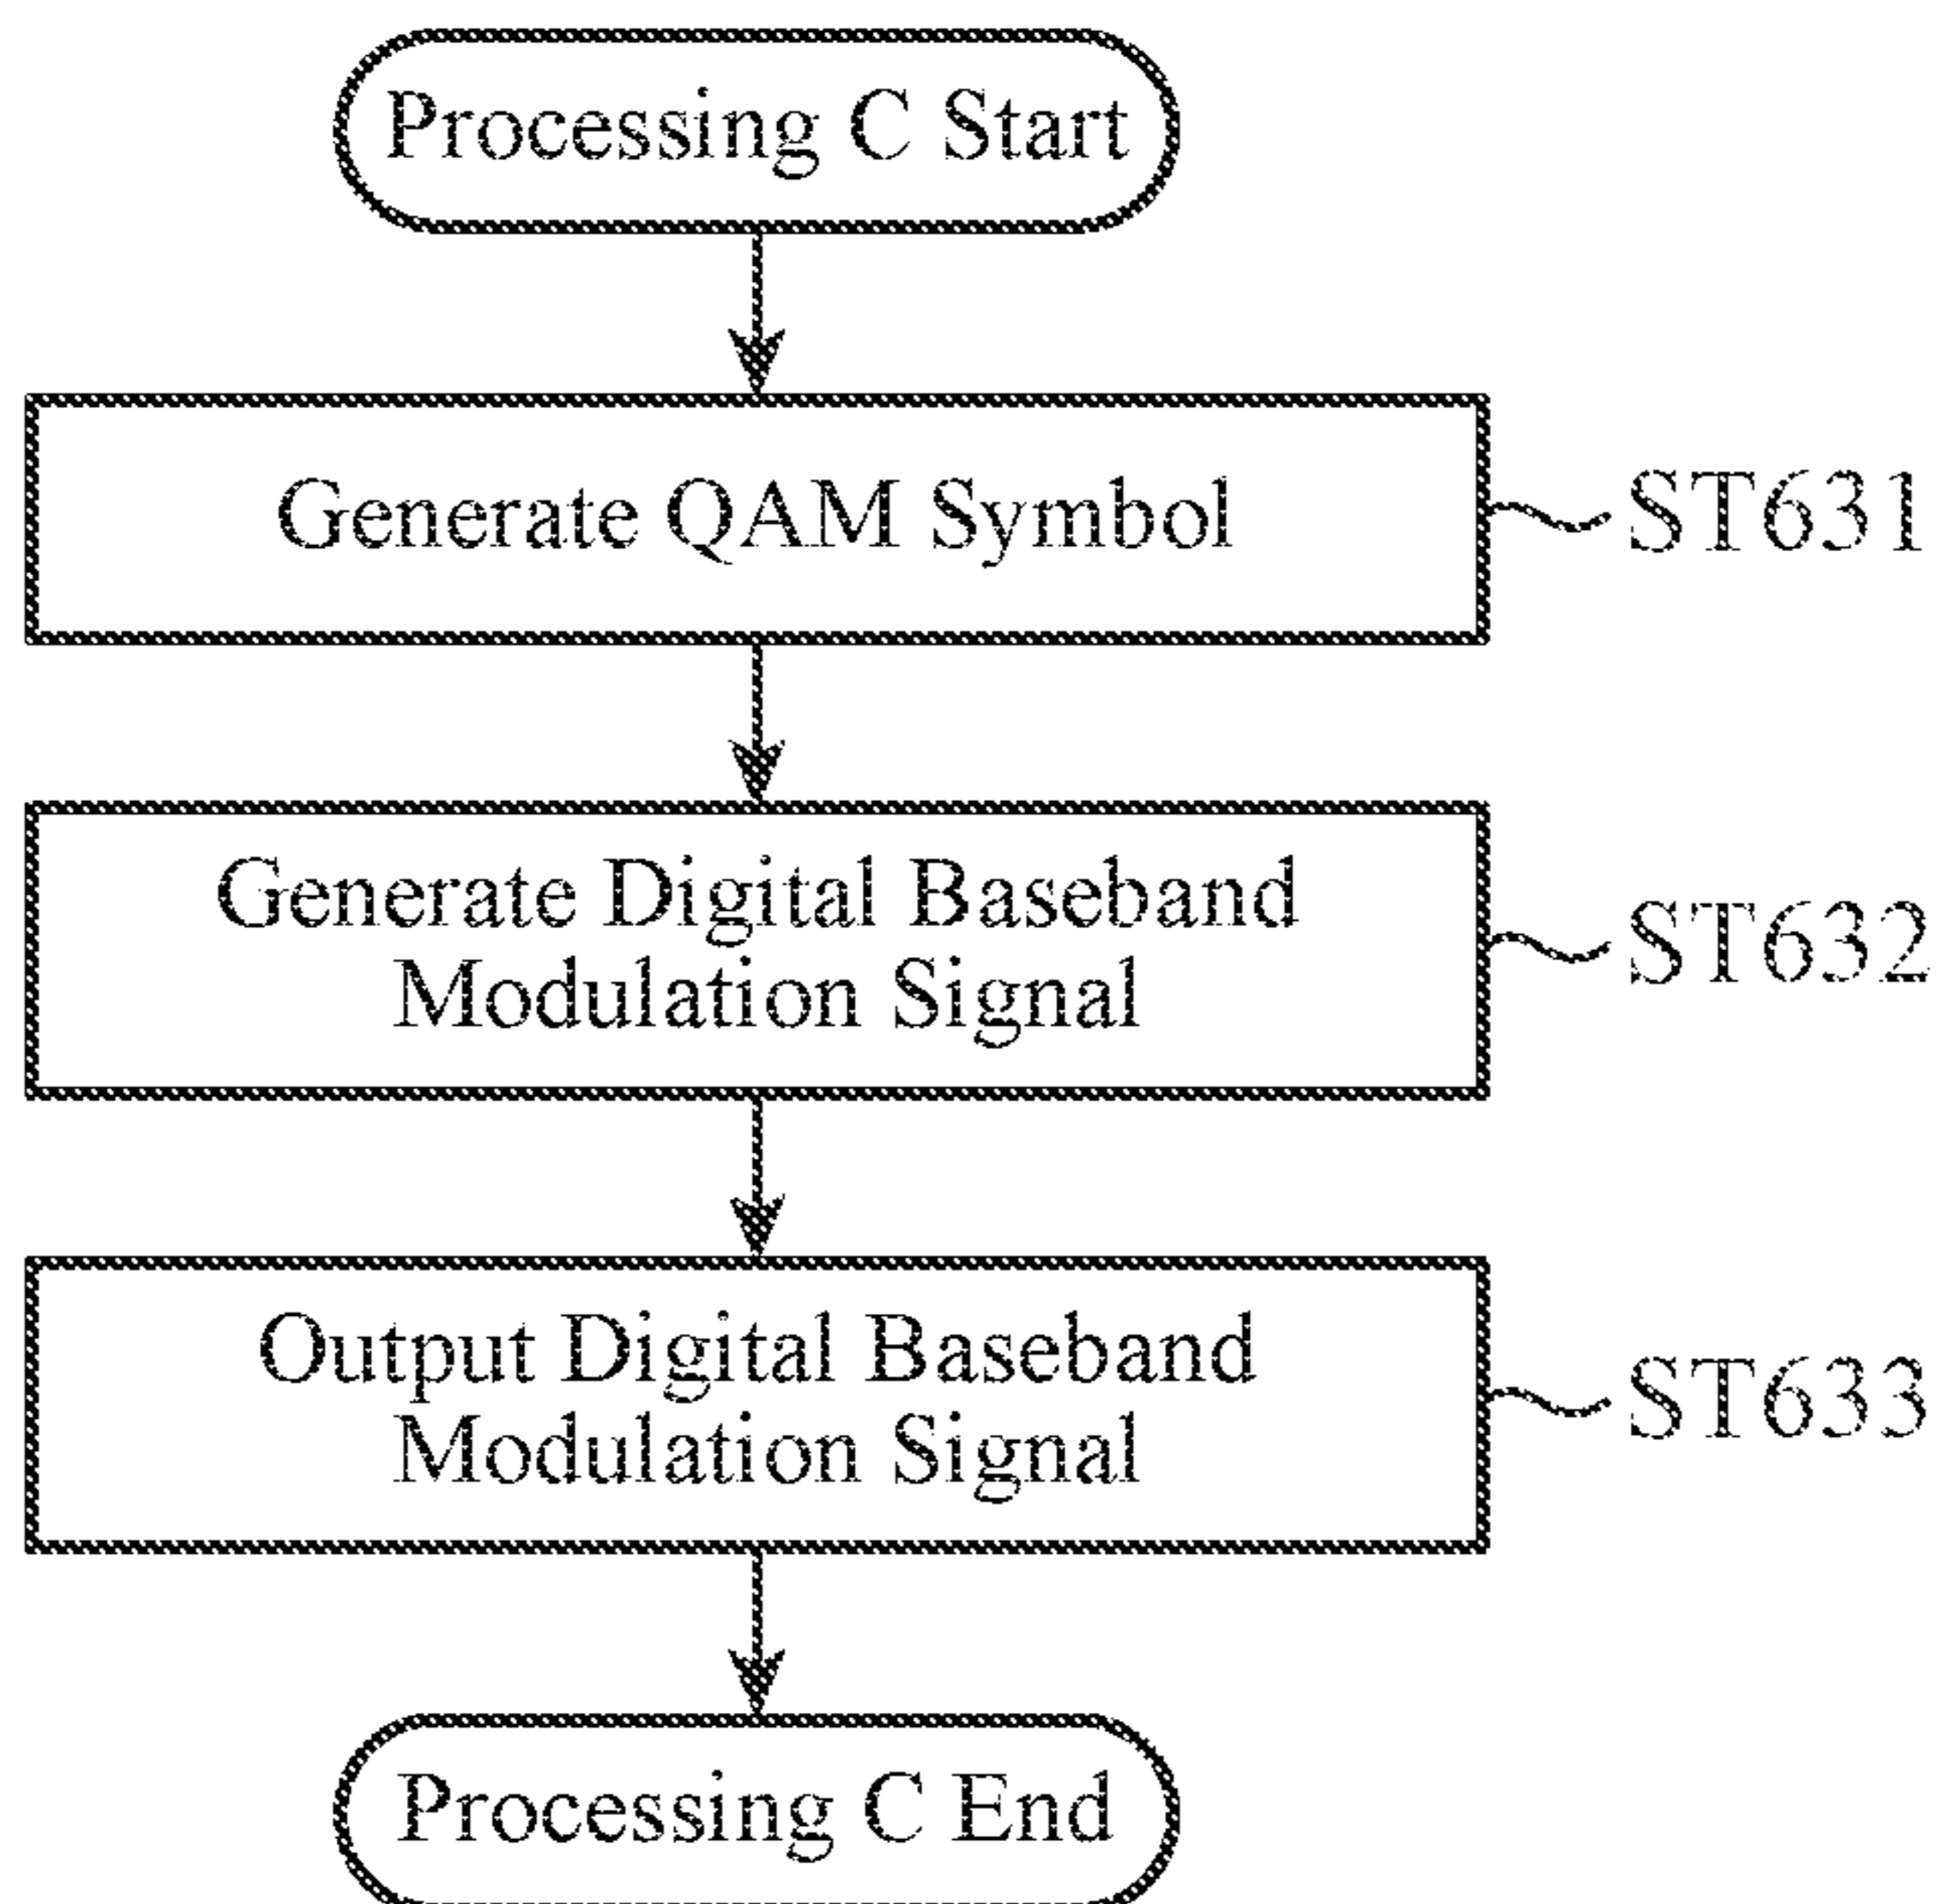 Processing C Start
Generate QAM Symbol
ST631
Generate Digital Baseband
Modulation Signal
ST632
Output Digital Baseband
Modulation Signal
ST633
Processing C End